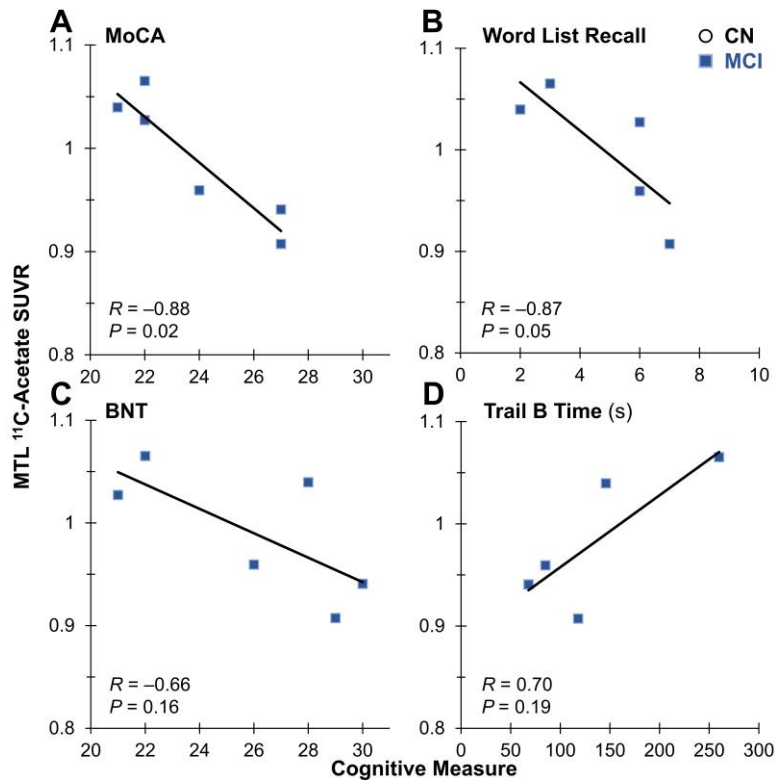 A
MoCA
1.1
1
0.9
0.8
R = –0.88
P = 0.02
20 22 24 26 28 30
B
Word List Recall
CN
MCI
1.1
1
0.9
0.8
R = –0.87
P = 0.05
0 2 4 6 8 10
MTL ¹¹C-Acetate SUVR
C
BNT
1.1
1
0.9
0.8
R = –0.66
P = 0.16
20 22 24 26 28 30
D
Trail B Time (s)
1.1
1
0.9
0.8
R = 0.70
P = 0.19
0 50 100 150 200 250 300
Cognitive Measure